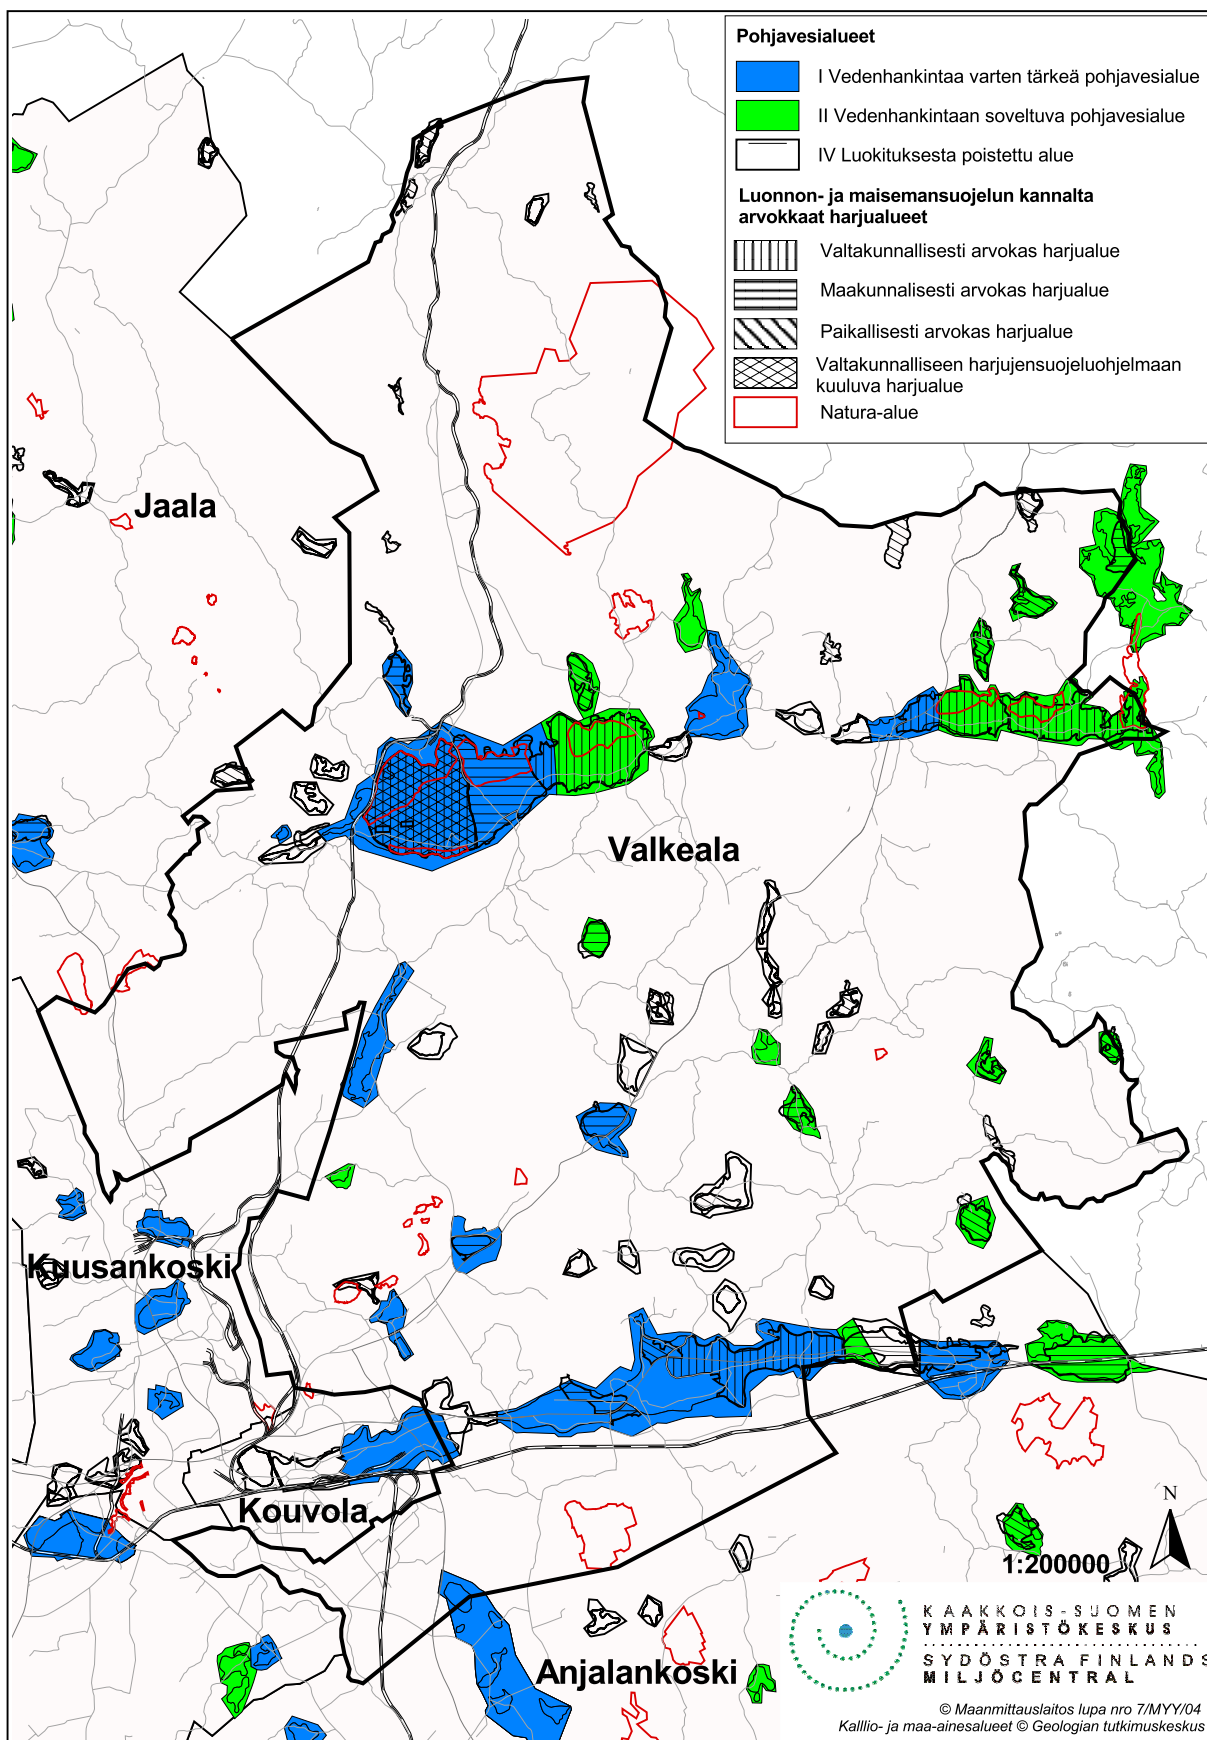 Pohjavesialueet
I Vedenhankintaa varten tärkeä pohjavesialue
II Vedenhankintaan soveltuva pohjavesialue
IV Luokituksesta poistettu alue
Luonnon- ja maisemansuojelun kannalta
arvokkaat harjualueet
Valtakunnallisesti arvokas harjualue
Maakunnalisesti arvokas harjualue
Paikallisesti arvokas harjualue
Valtakunnalliseen harjujensuojeluohjelmaan
kuuluva harjualue
Natura-alue
Jaala
Valkeala
Kuusankoski
Kouvola
Anjalankoski
N
1:200000
KAAKKOIS-SUOMEN
YMPÄRISTÖKESKUS
SYDÖSTRA FINLANDS
MILJÖCENTRAL
© Maanmittauslaitos lupa nro 7/MYY/04
Kalllio- ja maa-ainesalueet © Geologian tutkimuskeskus